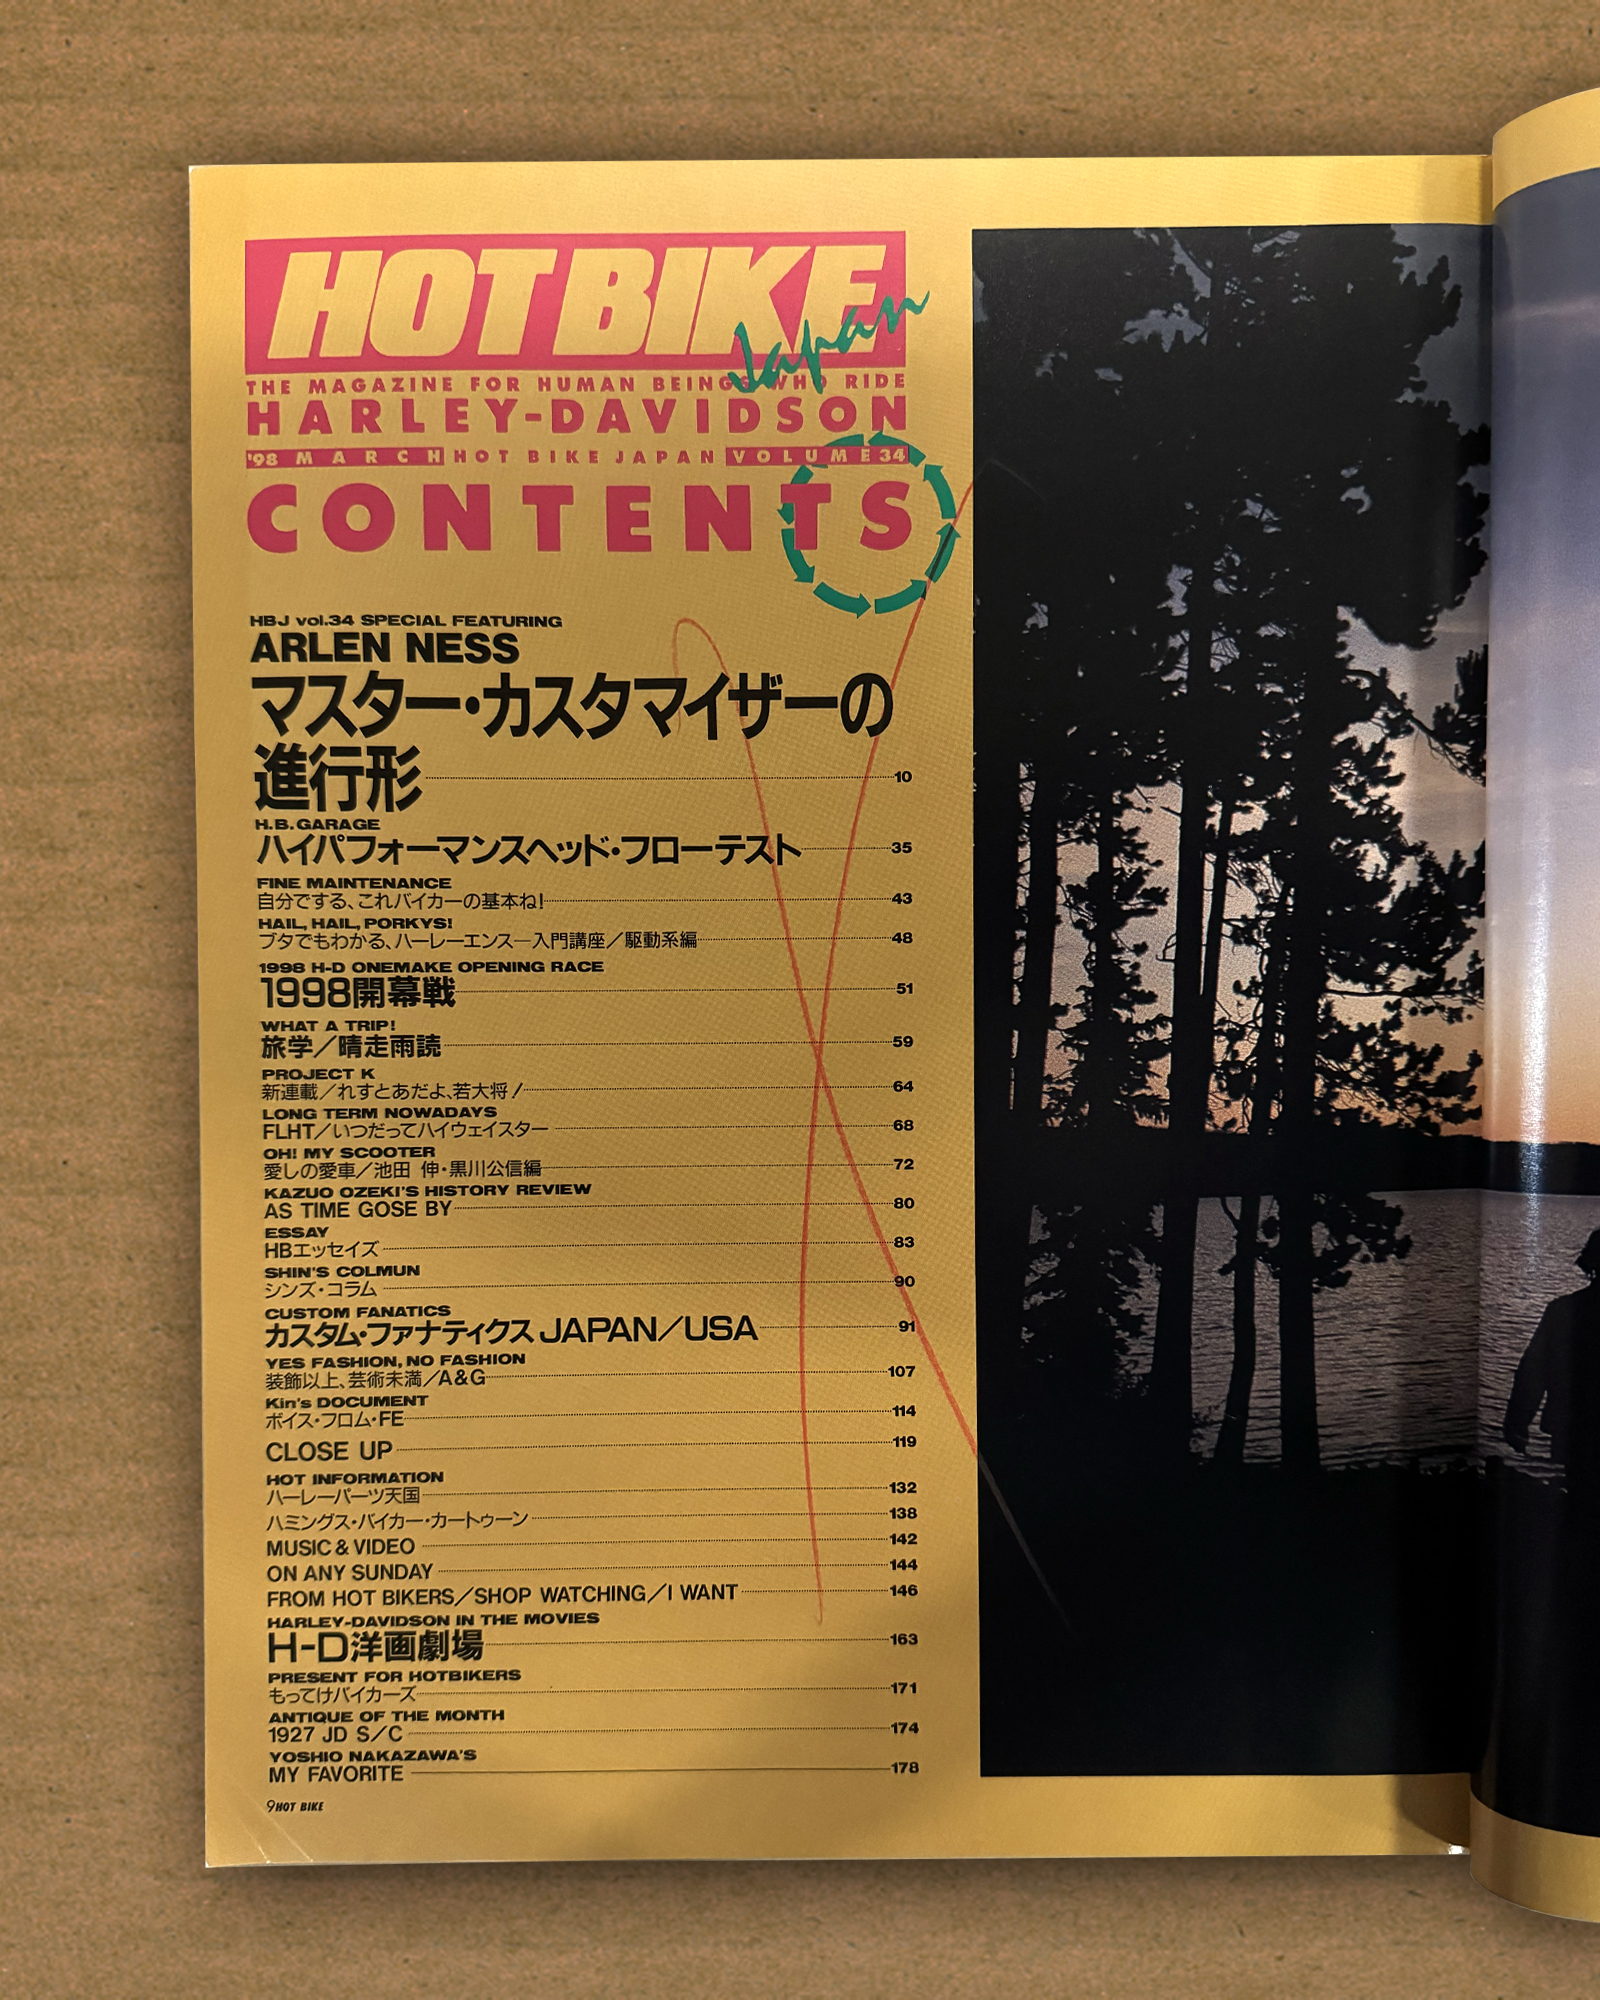 HOT BIKE
Japan
THE MAGAZINE FOR HUMAN BEINGS WHO RIDE
HARLEY-DAVIDSON
'98 MARCH HOT BIKE JAPAN VOLUME 34
CONTENTS
HBJ vol.34 SPECIAL FEATURING
ARLEN NESS
マスター・カスタマイザーの
進行形 10
H.B.GARAGE
ハイパフォーマンスヘッド・フローテスト 35
FINE MAINTENANCE
自分でする、これバイカーの基本ね! 43
HAIL, HAIL, PORKYS!
ブタでもわかる、ハーレーエンスー入門講座／駆動系編 48
1998 H-D ONEMAKE OPENING RACE
1998開幕戦 51
WHAT A TRIP!
旅学／晴走雨読 59
PROJECT K
新連載／れすとあだよ、若大将！ 64
LONG TERM NOWADAYS
FLHT／いつだってハイウェイスター 68
OH! MY SCOOTER
愛しの愛車／池田 伸・黒川公信編 72
KAZUO OZEKI'S HISTORY REVIEW
AS TIME GOSE BY 80
ESSAY
HBエッセイズ 83
SHIN'S COLMUN
シンズ・コラム 90
CUSTOM FANATICS
カスタム・ファナティクス JAPAN／USA 91
YES FASHION, NO FASHION
装飾以上、芸術未満／A&G 107
Kin's DOCUMENT
ボイス・フロム・FE 114
CLOSE UP 119
HOT INFORMATION
ハーレーパーツ天国 132
ハミングス・バイカー・カートゥーン 138
MUSIC & VIDEO 142
ON ANY SUNDAY 144
FROM HOT BIKERS／SHOP WATCHING／I WANT 146
HARLEY-DAVIDSON IN THE MOVIES
H-D洋画劇場 163
PRESENT FOR HOTBIKERS
もってけバイカーズ 171
ANTIQUE OF THE MONTH
1927 JD S／C 174
YOSHIO NAKAZAWA'S
MY FAVORITE 178
9 HOT BIKE